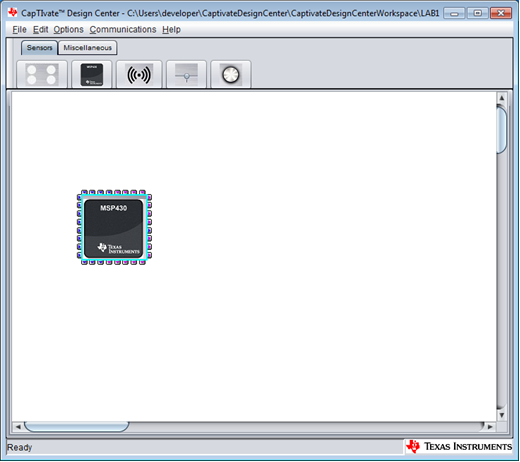 CapTIvate™ Design Center - C:\Users\developer\CaptivateDesignCenter\CaptivateDesignCenterWorkspace\LAB1
File Edit Options Communications Help
Sensors Miscellaneous
MSP430
MSP430
TEXAS
INSTRUMENTS
Ready
TEXAS INSTRUMENTS